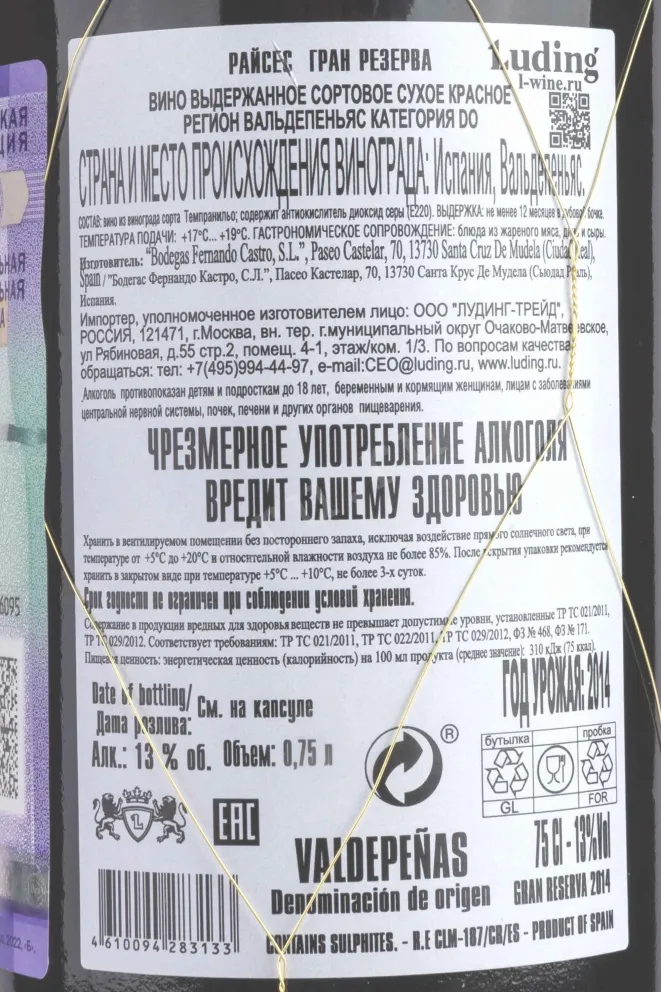 КАЯ
ЦИЯ
ЬНАЯ
ЬНАЯ
А
6095
2022, «Б».
РАЙСЕС ГРАН РЕЗЕРВА
Luding
l-wine.ru
ВИНО ВЫДЕРЖАННОЕ СОРТОВОЕ СУХОЕ КРАСНОЕ
РЕГИОН ВАЛЬДЕПЕНЬЯС КАТЕГОРИЯ DO
СТРАНА И МЕСТО ПРОИСХОЖДЕНИЯ ВИНОГРАДА: Испания, Вальдепеньяс.
СОСТАВ: вино из винограда сорта Темпранильо; содержит антиокислитель диоксид серы (Е220). ВЫДЕРЖКА: не менее 12 месяцев в дубовой бочке.
ТЕМПЕРАТУРА ПОДАЧИ: +17°C... +19°C. ГАСТРОНОМИЧЕСКОЕ СОПРОВОЖДЕНИЕ: блюда из жареного мяса, дичь и сыры.
Изготовитель: "Bodegas Fernando Castro, S.L.", Paseo Castelar, 70, 13730 Santa Cruz De Mudela (Ciudad Real),
Spain / "Бодегас Фернандо Кастро, С.Л.", Пасео Кастелар, 70, 13730 Санта Крус Де Мудела (Сьюдад Реаль),
Испания.
Импортер, уполномоченное изготовителем лицо: ООО "ЛУДИНГ-ТРЕЙД",
РОССИЯ, 121471, г.Москва, вн. тер. г.муниципальный округ Очаково-Матвеевское,
ул Рябиновая, д.55 стр.2, помещ. 4-1, этаж/ком. 1/3. По вопросам качества
обращаться: тел: +7(495)994-44-97, e-mail:CEO@luding.ru, www.luding.ru.
Алкоголь противопоказан детям и подросткам до 18 лет, беременным и кормящим женщинам, лицам с заболеваниями
центральной нервной системы, почек, печени и других органов пищеварения.
ЧРЕЗМЕРНОЕ УПОТРЕБЛЕНИЕ АЛКОГОЛЯ
ВРЕДИТ ВАШЕМУ ЗДОРОВЬЮ
Хранить в вентилируемом помещении без постороннего запаха, исключая воздействие прямого солнечного света, при
температуре от +5°C до +20°C и относительной влажности воздуха не более 85%. После вскрытия упаковки рекомендуется
хранить в закрытом виде при температуре +5°C ... +10°C, не более 3-х суток.
Срок годности не ограничен при соблюдении условий хранения.
Содержание в продукции вредных для здоровья веществ не превышает допустимые уровни, установленные ТР ТС 021/2011,
ТР ТС 029/2012. Соответствует требованиям: ТР ТС 021/2011, ТР ТС 022/2011, ТР ТС 029/2012, ФЗ № 468, ФЗ № 171.
Пищевая ценность: энергетическая ценность (калорийность) на 100 мл продукта (среднее значение): 310 кДж (75 ккал).
ГОД УРОЖАЯ: 2014
Date of bottling/
Дата розлива:
См. на капсуле
Алк.: 13 % об. Объем: 0,75 л
®
бутылка
пробка
GL
FOR
L
EAC
VALDEPEÑAS
Denominación de origen
75 Cl - 13%Vol
GRAN RESERVA 2014
4 610094 283133
CONTAINS SULPHITES. - R.E CLM-187/CR/ES - PRODUCT OF SPAIN